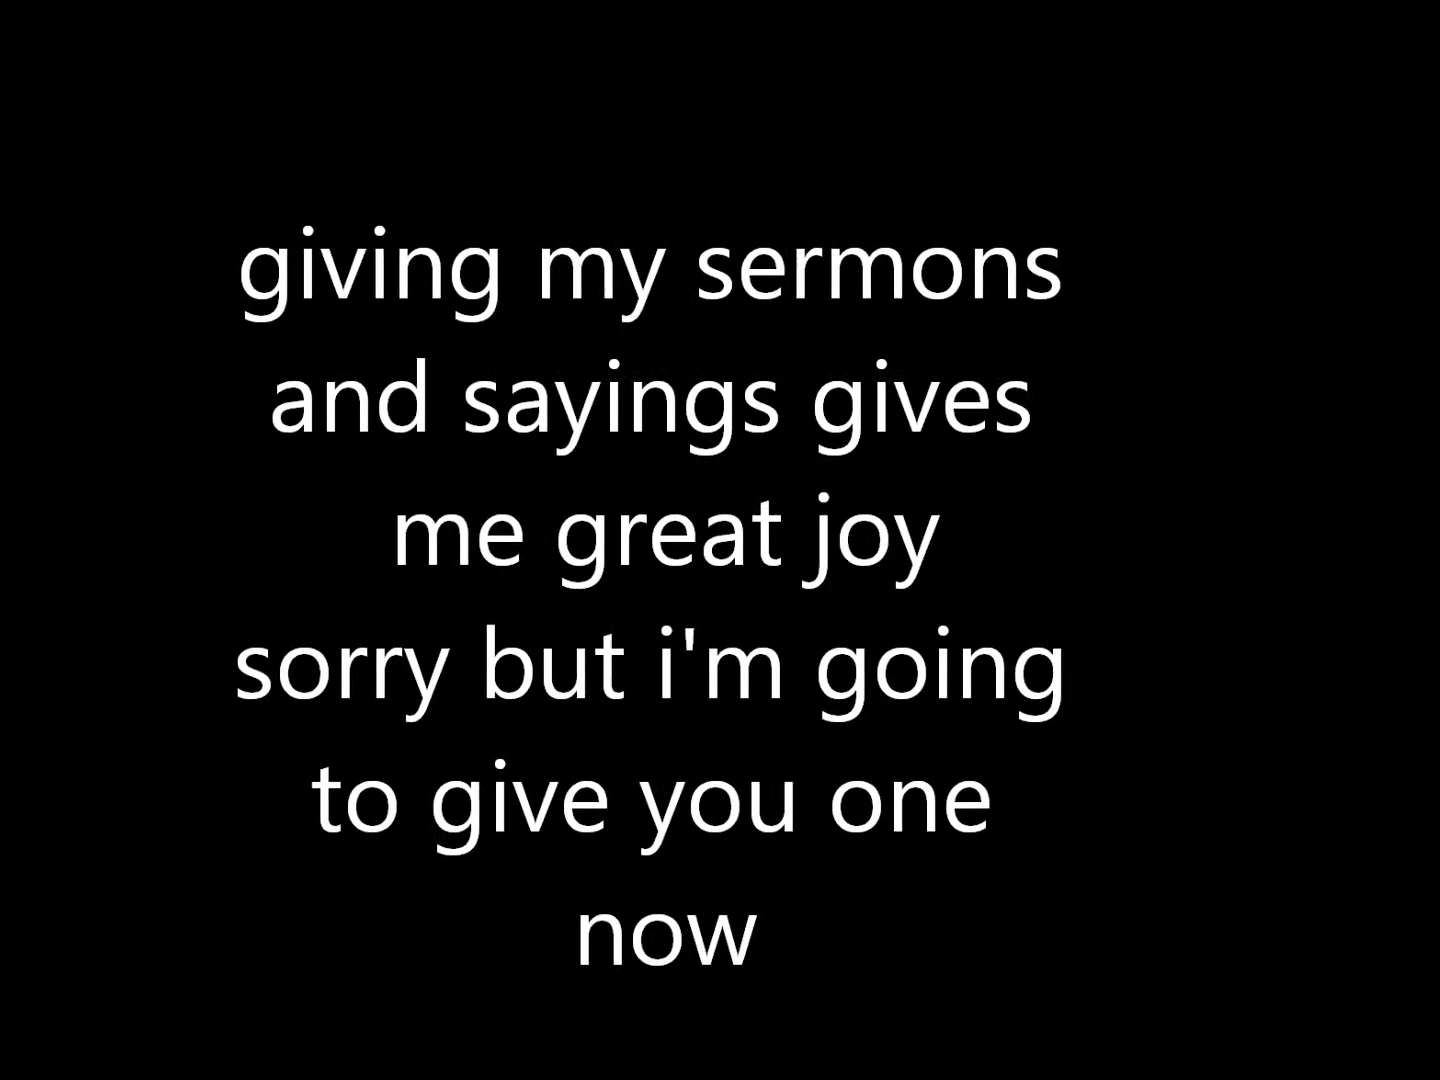 giving my sermons
and sayings gives
me great joy
sorry but i'm going
to give you one
now